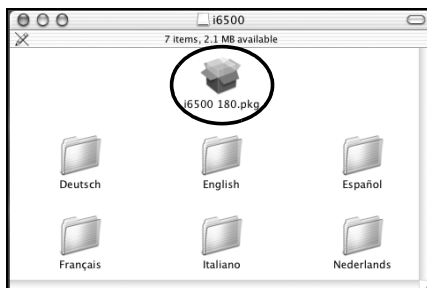 i6500
7 items, 2.1 MB available
i6500 180.pkg
Deutsch English Español
Français Italiano Nederlands